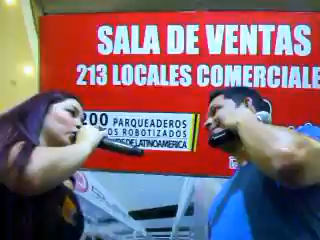 SALA DE VENTAS
213 LOCALES COMERCIALE
200 PARQUEADEROS
OS ROBOTIZADOS
DE LATINOAMERICA